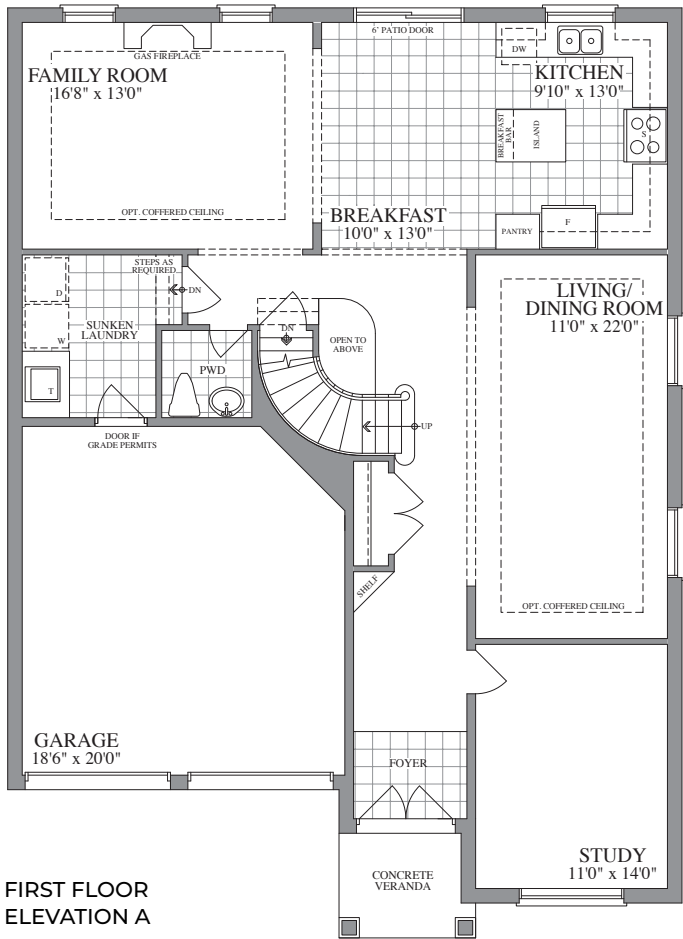 6' PATIO DOOR
DW
GAS FIREPLACE
FAMILY ROOM
16'8" x 13'0"
KITCHEN
9'10" x 13'0"
BREAKFAST
BAR
ISLAND
S
OPT. COFFERED CEILING
BREAKFAST
10'0" x 13'0"
PANTRY
F
STEPS AS
REQUIRED
DN
D
W
SUNKEN
LAUNDRY
T
PWD
DN
OPEN TO
ABOVE
UP
LIVING/
DINING ROOM
11'0" x 22'0"
DOOR IF
GRADE PERMITS
SHELF
OPT. COFFERED CEILING
GARAGE
18'6" x 20'0"
FOYER
STUDY
11'0" x 14'0"
CONCRETE
VERANDA
FIRST FLOOR
ELEVATION A